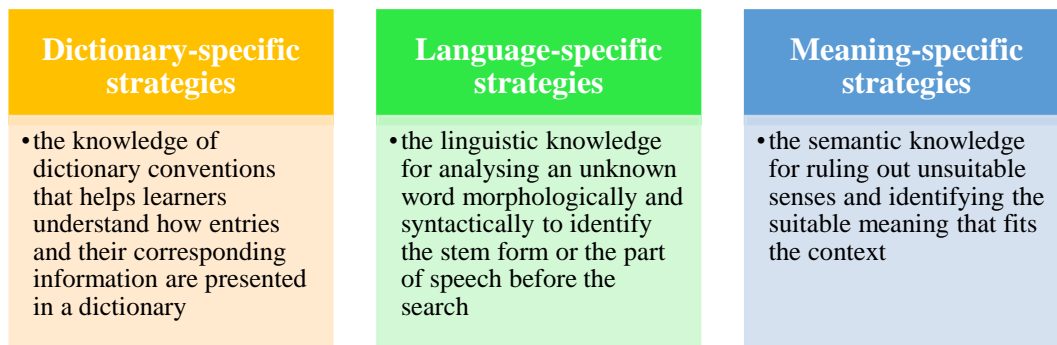 Dictionary-specific
strategies
•the knowledge of
dictionary conventions
that helps learners
understand how entries
and their corresponding
information are presented
in a dictionary
Language-specific
strategies
•the linguistic knowledge
for analysing an unknown
word morphologically and
syntactically to identify
the stem form or the part
of speech before the
search
Meaning-specific
strategies
•the semantic knowledge
for ruling out unsuitable
senses and identifying the
suitable meaning that fits
the context